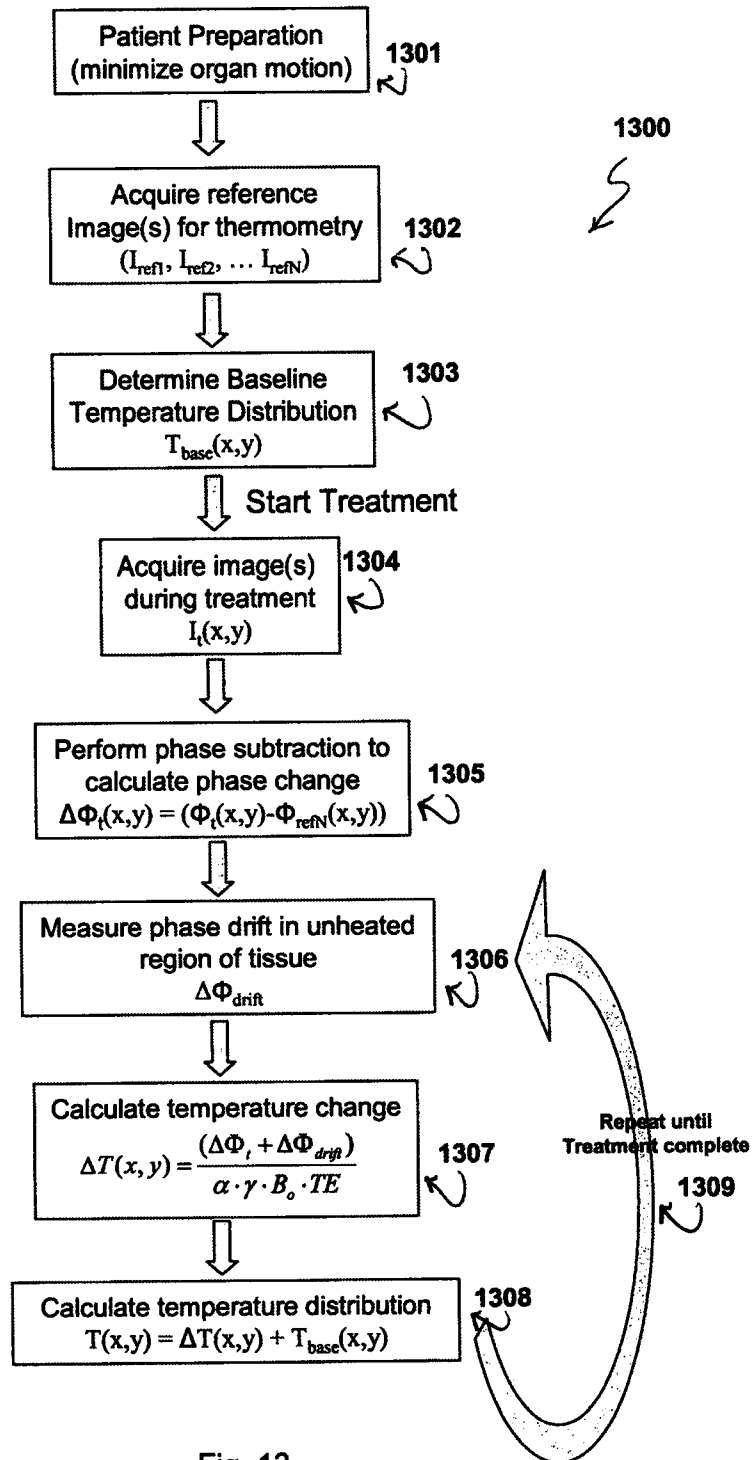 Patient Preparation
(minimize organ motion)
1301
1300
Acquire reference
Image(s) for thermometry
(I_ref1, I_ref2, ... I_refN)
1302
Determine Baseline
Temperature Distribution
T_base(x,y)
1303
Start Treatment
Acquire image(s)
during treatment
I_t(x,y)
1304
Perform phase subtraction to
calculate phase change
ΔΦ_t(x,y) = (Φ_t(x,y)-Φ_refN(x,y))
1305
Measure phase drift in unheated
region of tissue
ΔΦ_drift
1306
Calculate temperature change
ΔT(x, y) = (ΔΦ_t + ΔΦ_drift) / α · γ · B_o · TE
1307
Repeat until
Treatment complete
1309
Calculate temperature distribution
T(x,y) = ΔT(x,y) + T_base(x,y)
1308